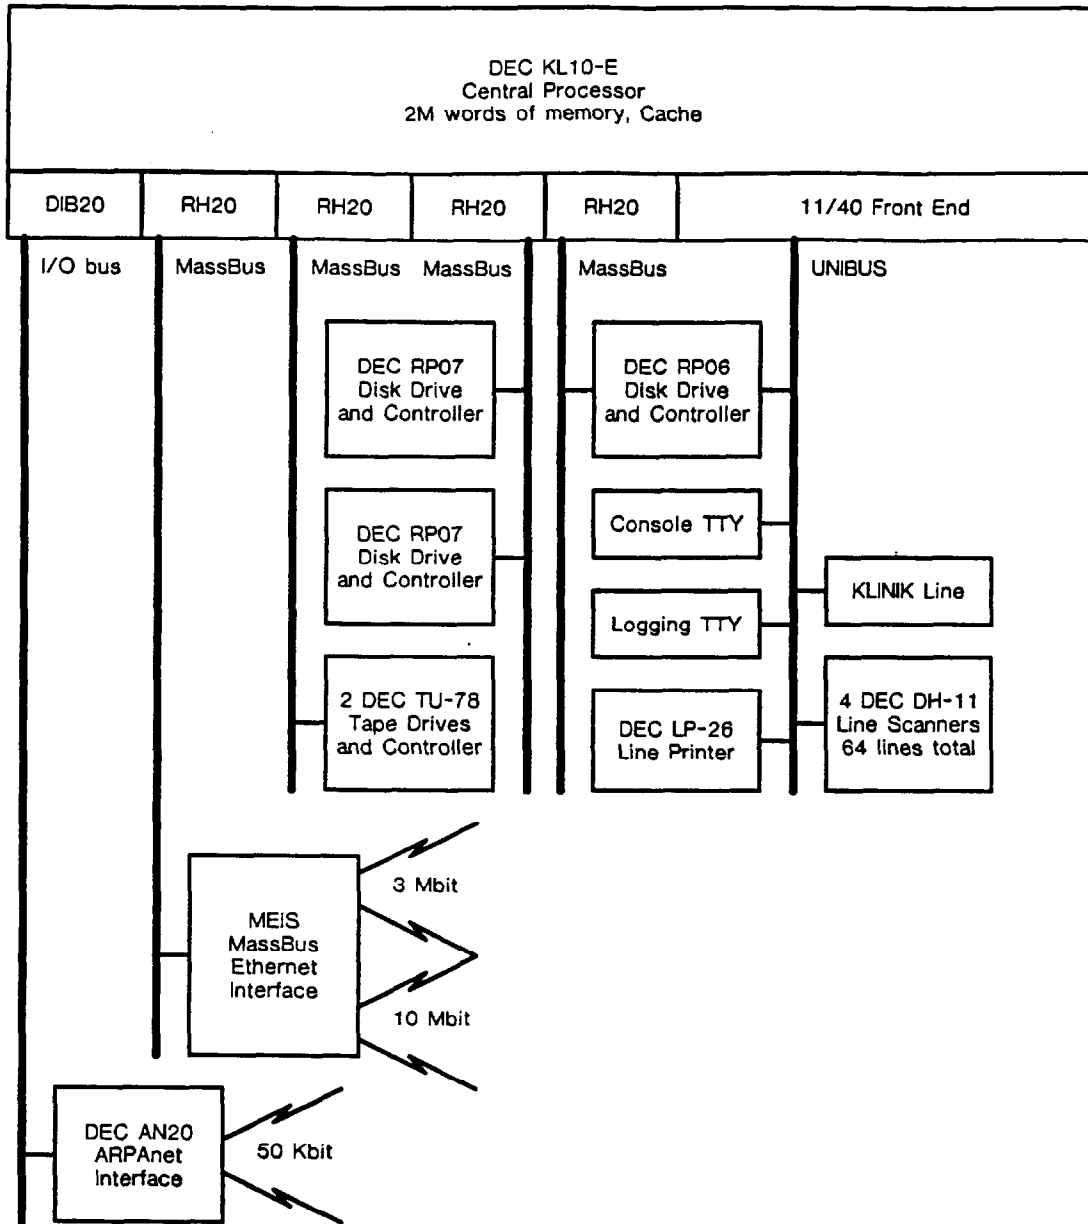 DEC KL10-E
Central Processor
2M words of memory, Cache
DIB20
RH20
RH20
RH20
RH20
11/40 Front End
I/O bus
MassBus
MassBus
MassBus
MassBus
UNIBUS
DEC RP07
Disk Drive
and Controller
DEC RP06
Disk Drive
and Controller
DEC RP07
Disk Drive
and Controller
Console TTY
KLINIK Line
Logging TTY
2 DEC TU-78
Tape Drives
and Controller
DEC LP-26
Line Printer
4 DEC DH-11
Line Scanners
64 lines total
MEIS
MassBus
Ethernet
Interface
3 Mbit
10 Mbit
DEC AN20
ARPAnet
Interface
50 Kbit